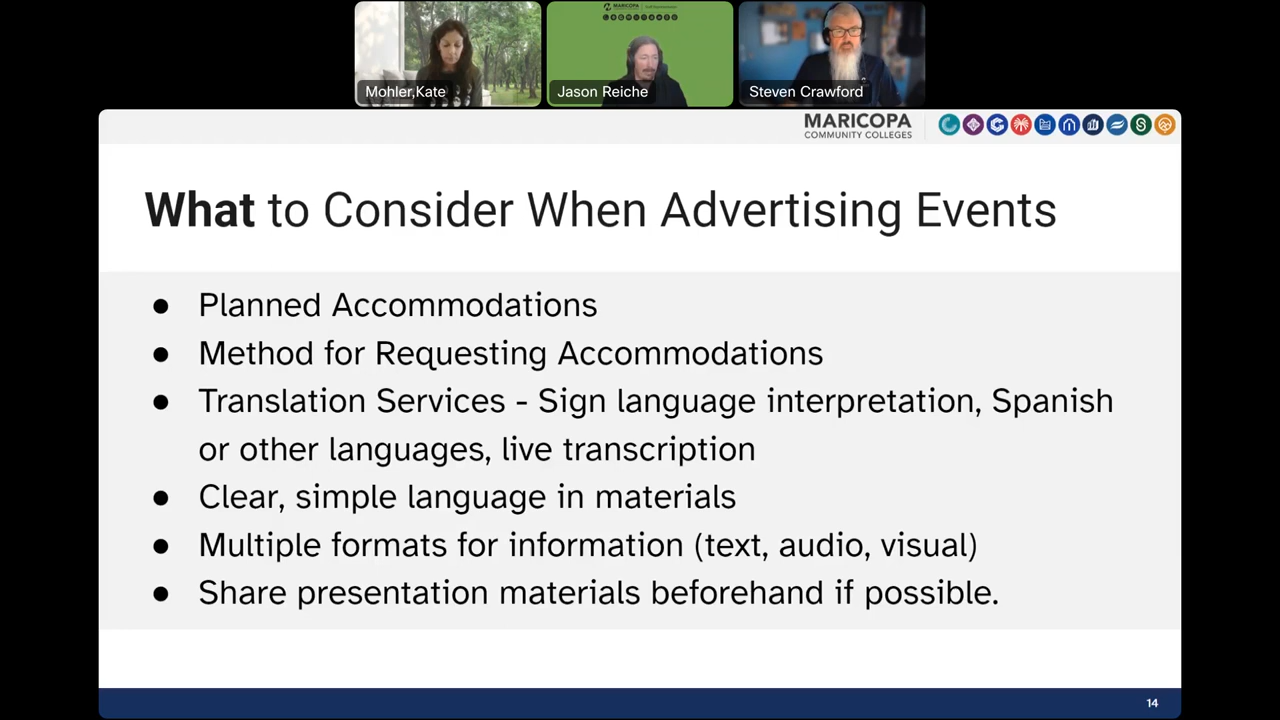 MARICOPA
Mohler,Kate
Jason Reiche
Steven Crawford
MARICOPA
COMMUNITY COLLEGES
What to Consider When Advertising Events
● Planned Accommodations
● Method for Requesting Accommodations
● Translation Services - Sign language interpretation, Spanish
or other languages, live transcription
● Clear, simple language in materials
● Multiple formats for information (text, audio, visual)
● Share presentation materials beforehand if possible.
14